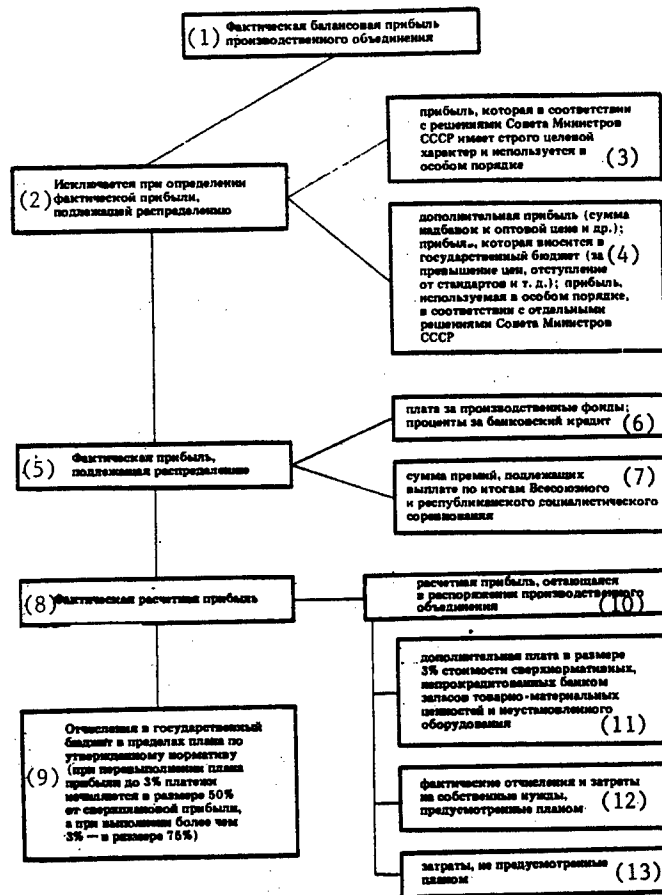 (1) Фактическая балансовая прибыль
производственного объединения
прибыль, которая в соответствии
с решениями Совета Министров
СССР имеет строго целевой
характер и используется в
особом порядке (3)
(2) Исключается при определении
фактической прибыли,
подлежащей распределению
дополнительная прибыль (сумма
надбавок к оптовой цене и др.);
прибыль, которая вносится в
государственный бюджет (за (4)
превышение цен, отступление
от стандартов и т. д.); прибыль,
используемая в особом порядке,
в соответствии с отдельными
решениями Совета Министров
СССР
плата за производственные фонды;
проценты за банковский кредит (6)
(5) Фактическая прибыль,
подлежащая распределению
сумма премий, подлежащих (7)
выплате по итогам Всесоюзного
и республиканского социалистического
соревнования
(8) Фактическая расчетная прибыль
расчетная прибыль, остающаяся
в распоряжении производственного
объединения (10)
дополнительная плата в размере
3% стоимости сверхнормативных,
непрокредитованных банком
запасов товарно-материальных
ценностей и неустановленного
оборудования (11)
(9) Отчисления в государственный
бюджет в пределах плана по
утвержденному нормативу
(при перевыполнении плана
прибыли до 3% платежи
исчисляются в размере 50%
от сверхплановой прибыли,
а при выполнении более чем
3% — в размере 75%)
фактические отчисления и затраты
на собственные нужды, (12)
предусмотренные планом
затраты, не предусмотренные
планом (13)